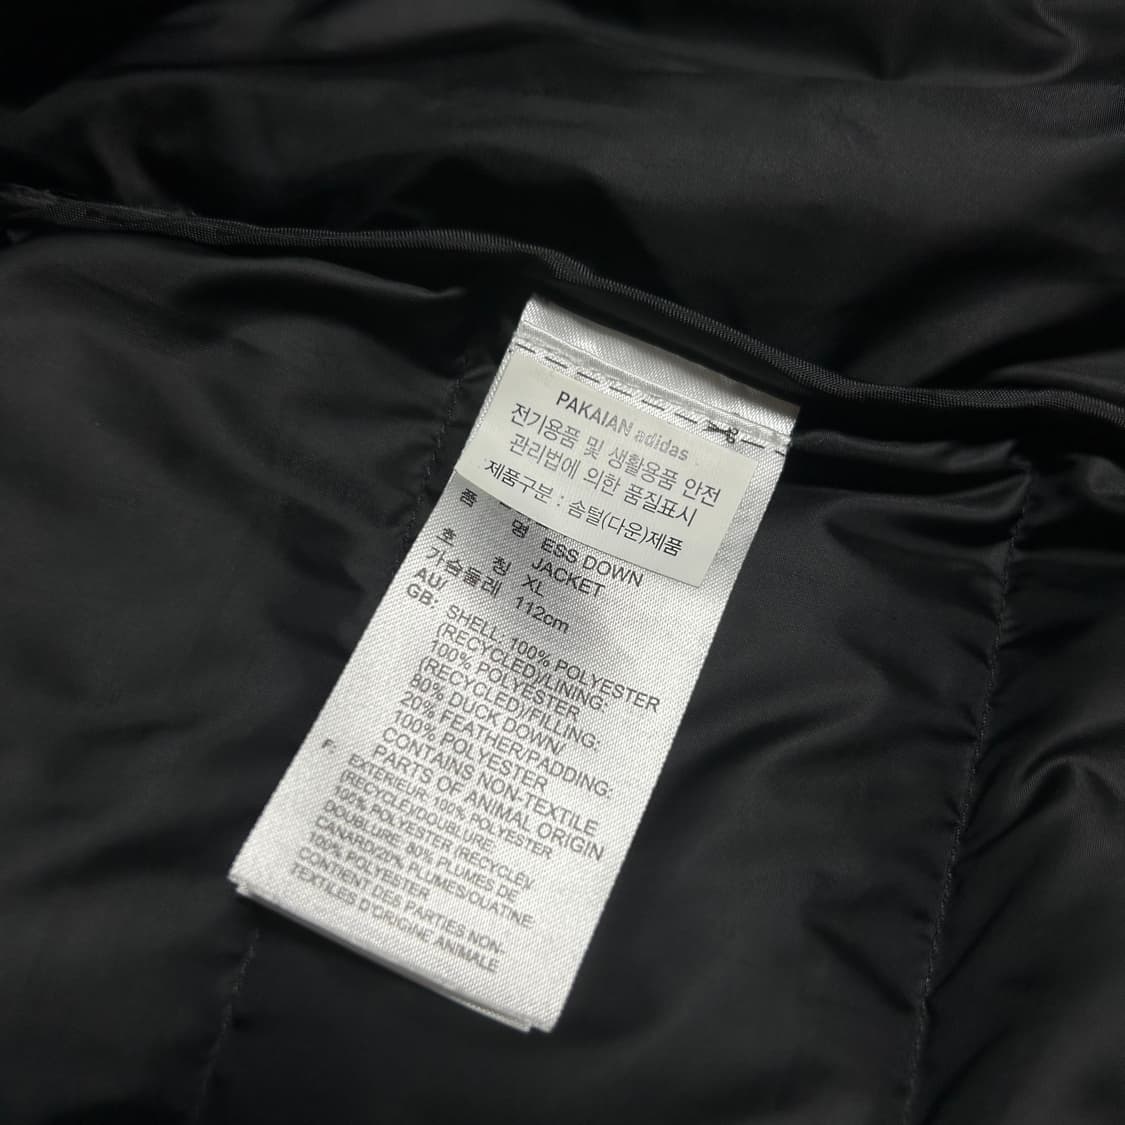 PAKAIAN adidas
전기용품 및 생활용품 안전
관리법에 의한 품질표시
제품구분 : 솜털(다운)제품
품 명 ESS DOWN
JACKET
호 칭 XL
가슴둘레 112cm
AU/
GB: SHELL: 100% POLYESTER
(RECYCLED)/LINING:
100% POLYESTER
(RECYCLED)/FILLING:
80% DUCK DOWN/
20% FEATHER/PADDING:
100% POLYESTER
CONTAINS NON-TEXTILE
PARTS OF ANIMAL ORIGIN
F: EXTERIEUR: 100% POLYESTER
(RECYCLE)/DOUBLURE:
100% POLYESTER (RECYCLE)/
DOUBLURE: 80% PLUMES DE
CANARD/20% PLUMES/OUATINE:
100% POLYESTER
CONTIENT DES PARTIES NON-
TEXTILES D'ORIGINE ANIMALE